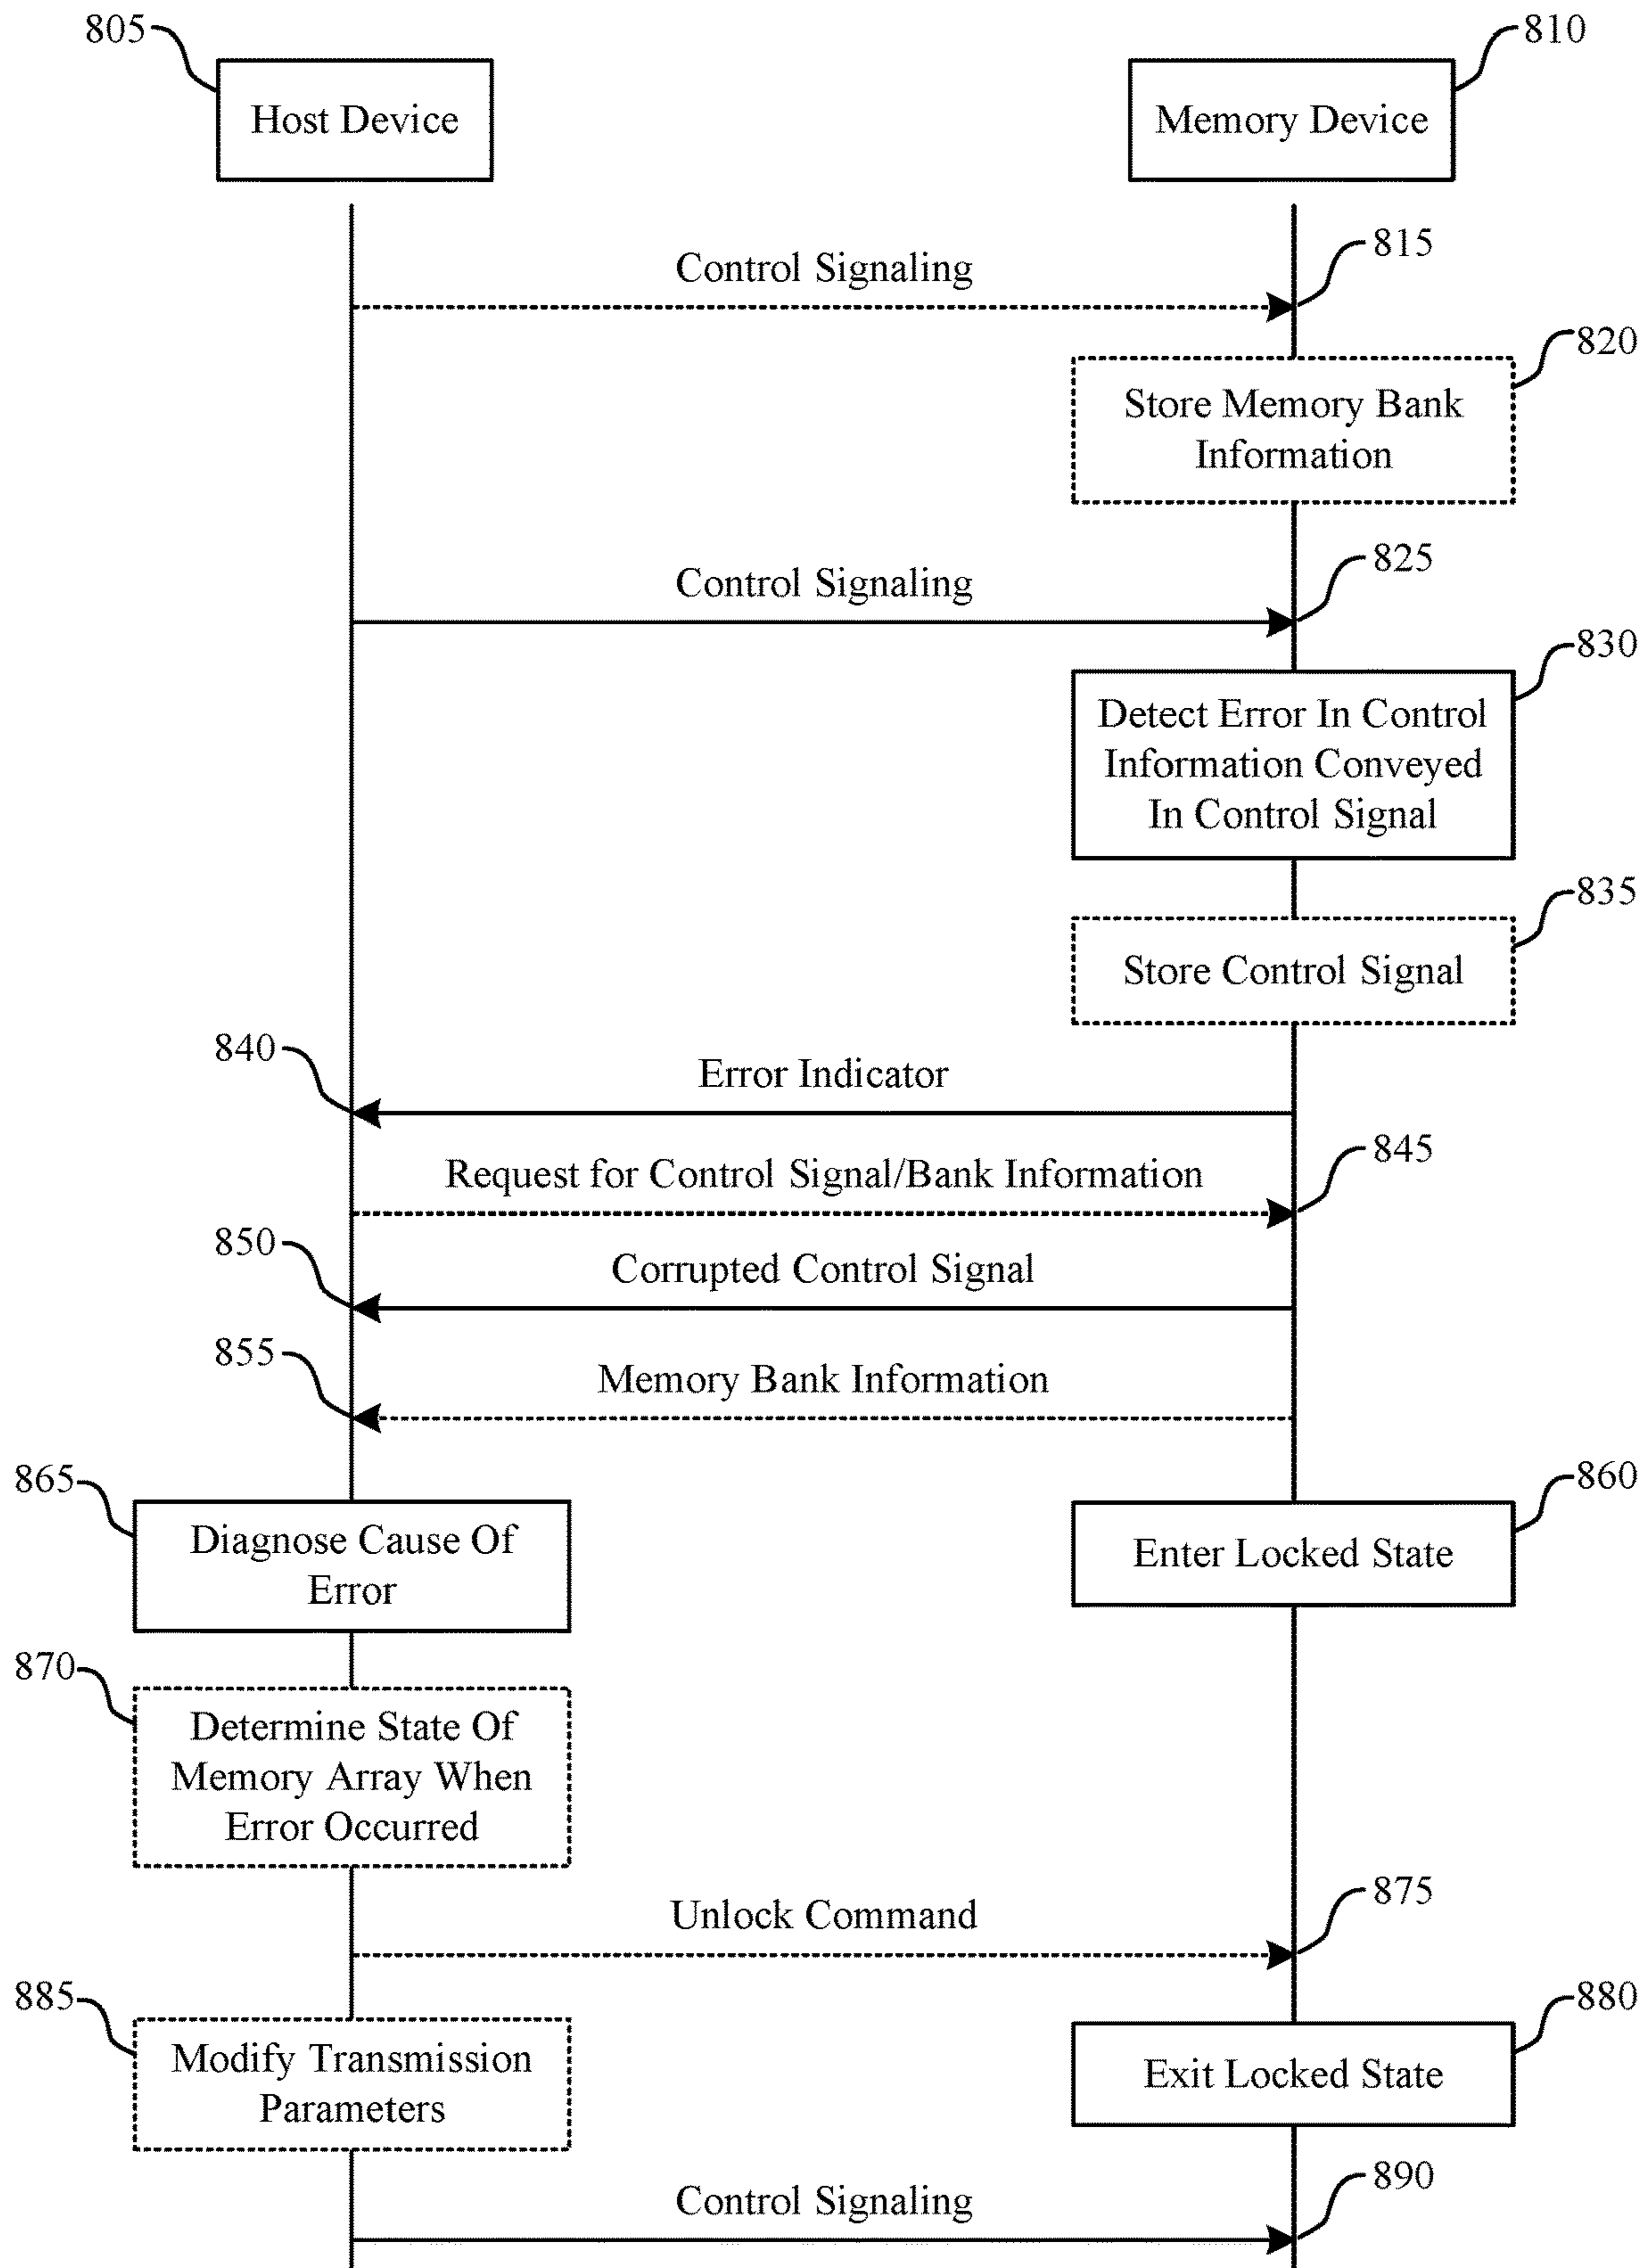 805
810
Host Device
Memory Device
Control Signaling
815
820
Store Memory Bank
Information
Control Signaling
825
830
Detect Error In Control
Information Conveyed
In Control Signal
835
Store Control Signal
840
Error Indicator
845
Request for Control Signal/Bank Information
850
Corrupted Control Signal
855
Memory Bank Information
865
860
Diagnose Cause Of
Error
Enter Locked State
870
Determine State Of
Memory Array When
Error Occurred
875
Unlock Command
885
880
Modify Transmission
Parameters
Exit Locked State
890
Control Signaling